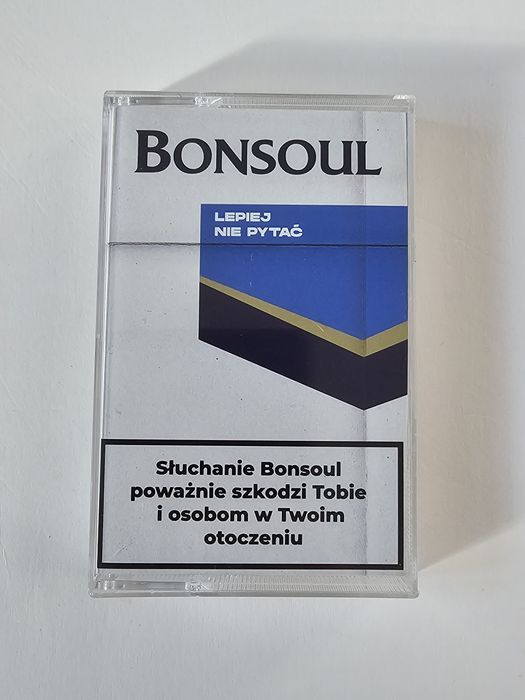 BONSOUL
LEPIEJ
NIE PYTAĆ
Słuchanie Bonsoul
poważnie szkodzi Tobie
i osobom w Twoim
otoczeniu